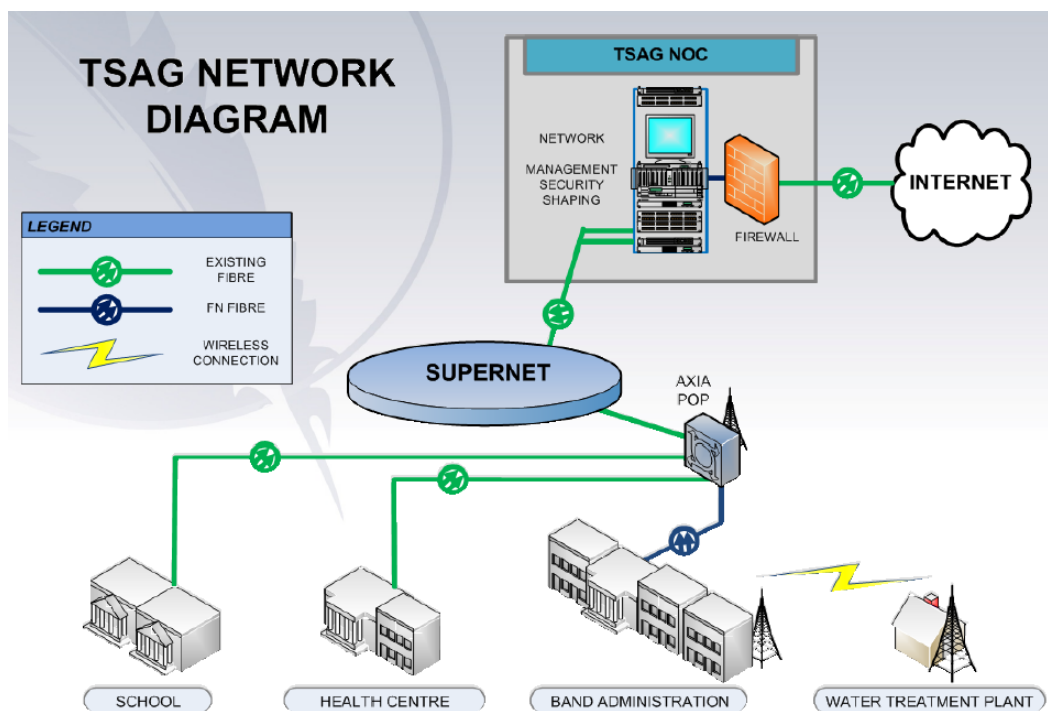 TSAG NETWORK
DIAGRAM
TSAG NOC
NETWORK
MANAGEMENT
SECURITY
SHAPING
FIREWALL
INTERNET
LEGEND
EXISTING
FIBRE
FN FIBRE
WIRELESS
CONNECTION
SUPERNET
AXIA
POP
SCHOOL
HEALTH CENTRE
BAND ADMINISTRATION
WATER TREATMENT PLANT